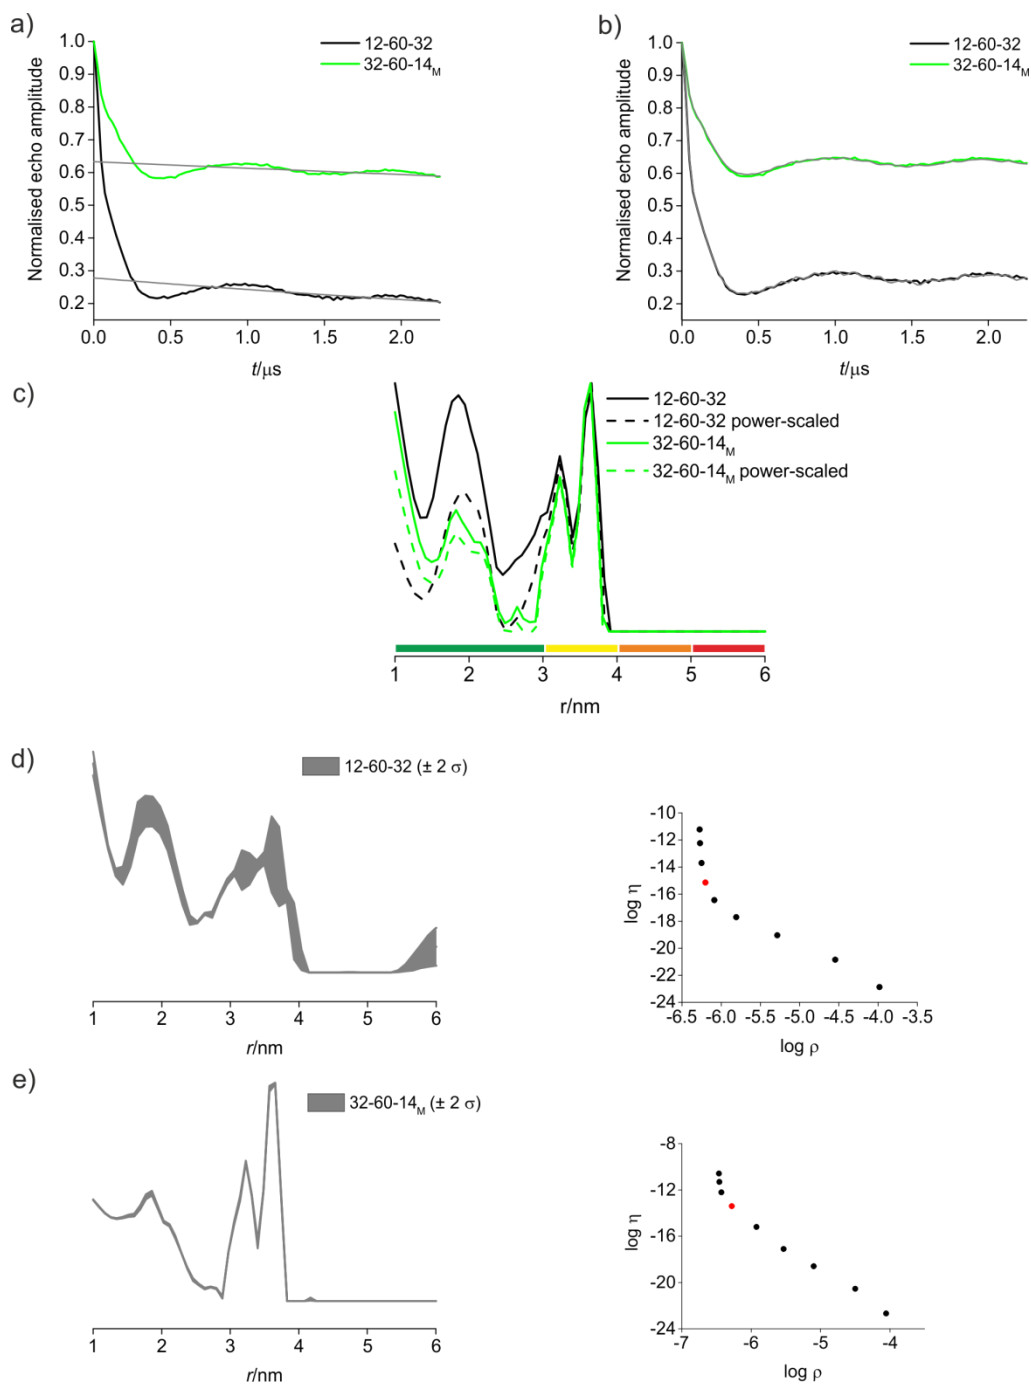 a)
12-60-32
32-60-14M
Normalised echo amplitude
1.0
0.9
0.8
0.7
0.6
0.5
0.4
0.3
0.2
0.0 0.5 1.0 1.5 2.0
t/μs
b)
12-60-32
32-60-14M
Normalised echo amplitude
1.0
0.9
0.8
0.7
0.6
0.5
0.4
0.3
0.2
0.0 0.5 1.0 1.5 2.0
t/μs
c)
12-60-32
12-60-32 power-scaled
32-60-14M
32-60-14M power-scaled
1 2 3 4 5 6
r/nm
d)
12-60-32 (± 2 σ)
1 2 3 4 5 6
r/nm
log η
-10
-12
-14
-16
-18
-20
-22
-24
-6.5 -6.0 -5.5 -5.0 -4.5 -4.0 -3.5
log ρ
e)
32-60-14M (± 2 σ)
1 2 3 4 5 6
r/nm
log η
-8
-12
-16
-20
-24
-7 -6 -5 -4
log ρ